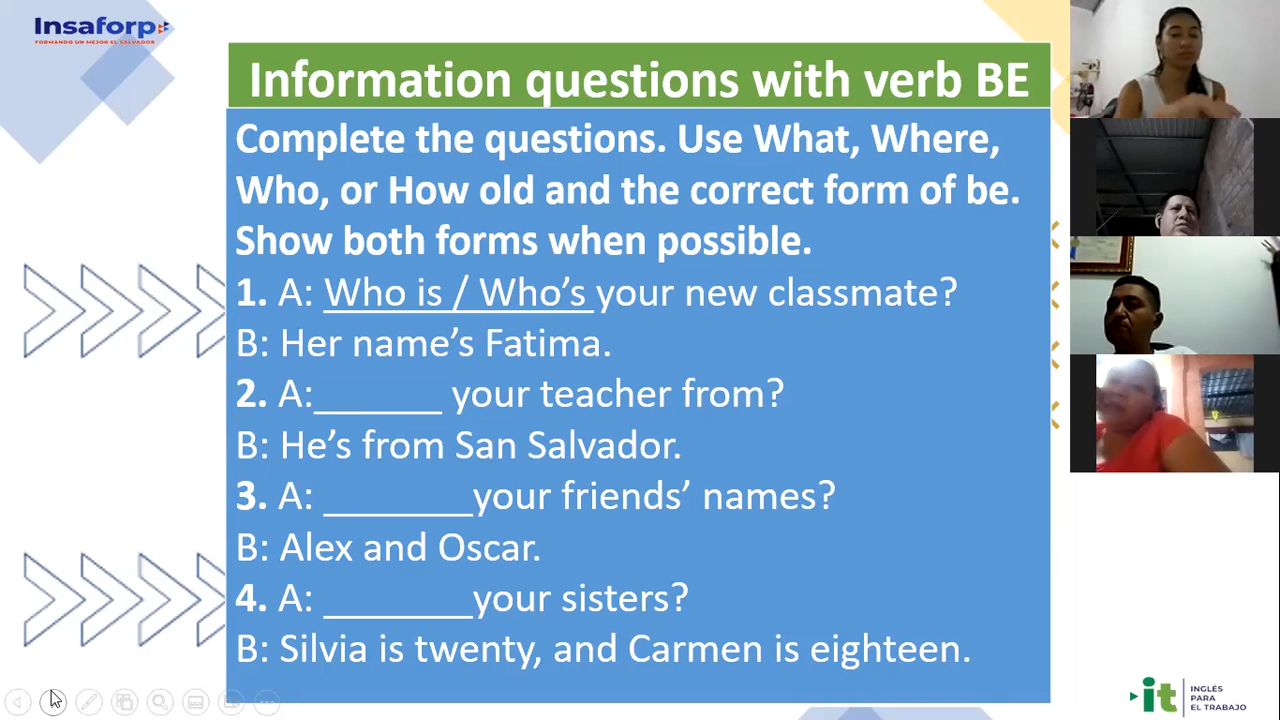 Insaforp
FORMANDO UN MEJOR EL SALVADOR
Information questions with verb BE
Complete the questions. Use What, Where,
Who, or How old and the correct form of be.
Show both forms when possible.
1. A: Who is / Who’s your new classmate?
B: Her name’s Fatima.
2. A:______ your teacher from?
B: He’s from San Salvador.
3. A: _______your friends’ names?
B: Alex and Oscar.
4. A: _______your sisters?
B: Silvia is twenty, and Carmen is eighteen.
it
INGLÉS
PARA
EL TRABAJO